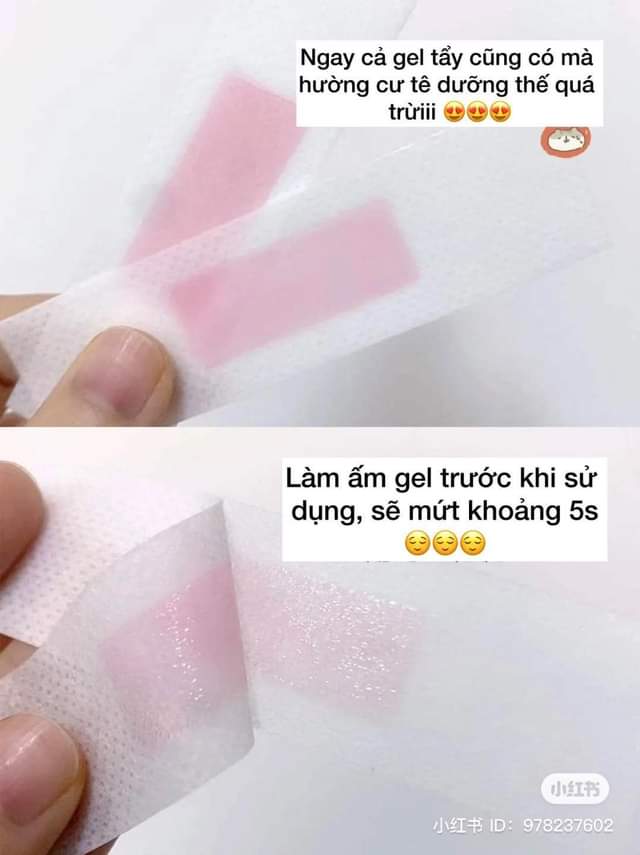 Ngay cả gel tẩy cũng có mà
hường cư tê dưỡng thế quá
trừiii 😍😍😍
Làm ấm gel trước khi sử
dụng, sẽ mứt khoảng 5s
😌😌😌
小红书
小红书 ID：978237602